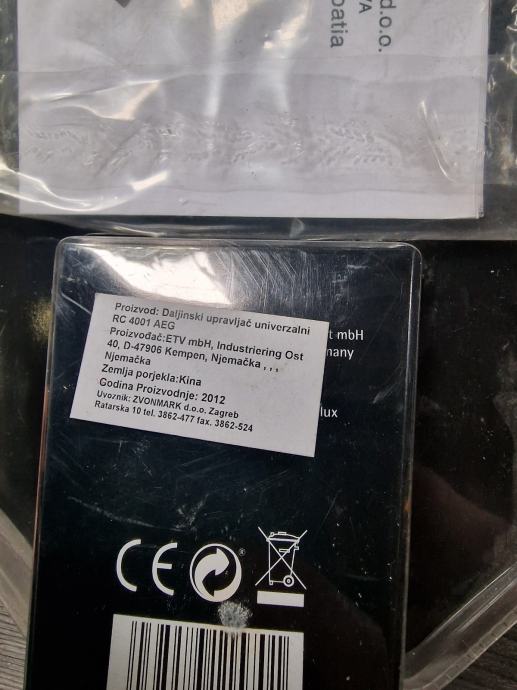 d.o.o.
VA
oatia
Proizvod: Daljinski upravljač univerzalni
RC 4001 AEG
Proizvođač:ETV mbH, Industriering Ost
40, D-47906 Kempen, Njemačka , , ,
Njemačka
Zemlja porjekla:Kina
Godina Proizvodnje: 2012
Uvoznik: ZVONMARK d.o.o. Zagreb
Ratarska 10 tel. 3862-477 fax. 3862-524
t mbH
many
lux
CE